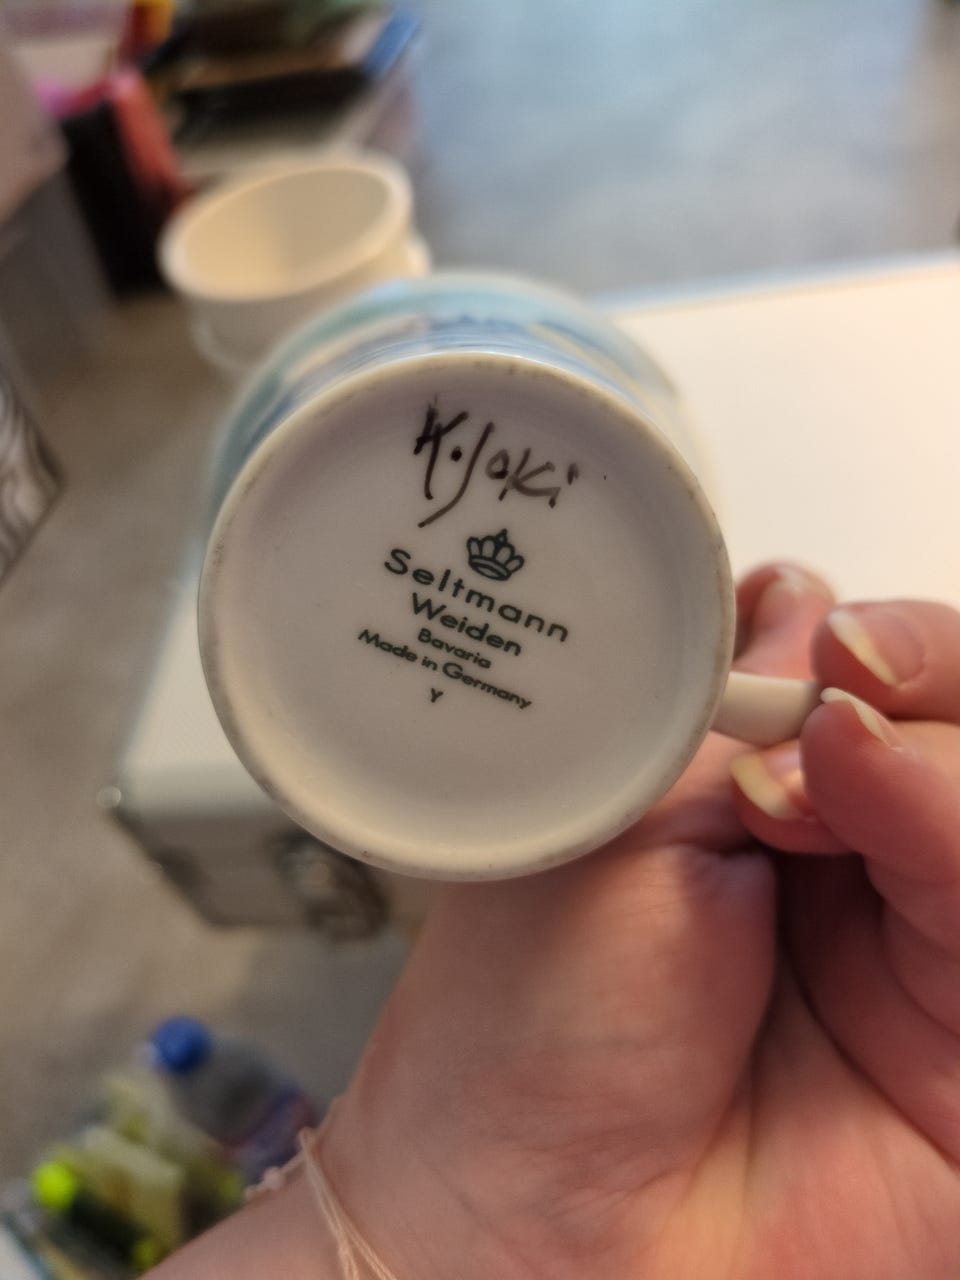 K. Joki
Seltmann
Weiden
Bavaria
Made in Germany
Y